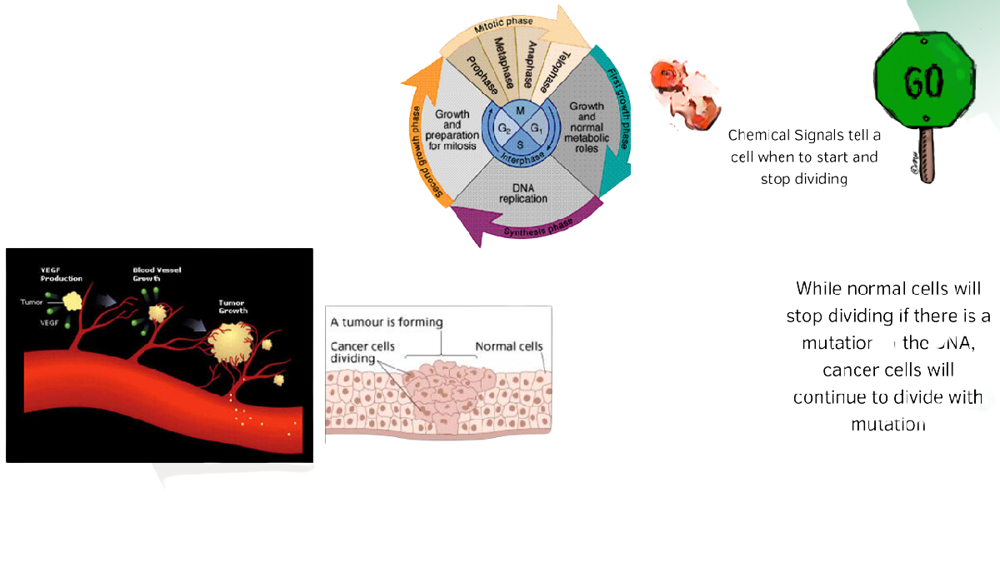 Mitotic phase
Prophase
Metaphase
Anaphase
Telophase
First growth phase
Growth
and
normal
metabolic
roles
Growth
and
preparation
for mitosis
Second growth phase
M
G₂
G₁
S
Interphase
DNA
replication
Synthesis phase
GO
Chemical Signals tell a
cell when to start and
stop dividing
VEGF
Production
Tumor
VEGF
Blood Vessel
Growth
Tumor
Growth
A tumour is forming
Cancer cells
dividing
Normal cells
While normal cells will
stop dividing if there is a
the
cancer cells will
continue to divide with
mutation